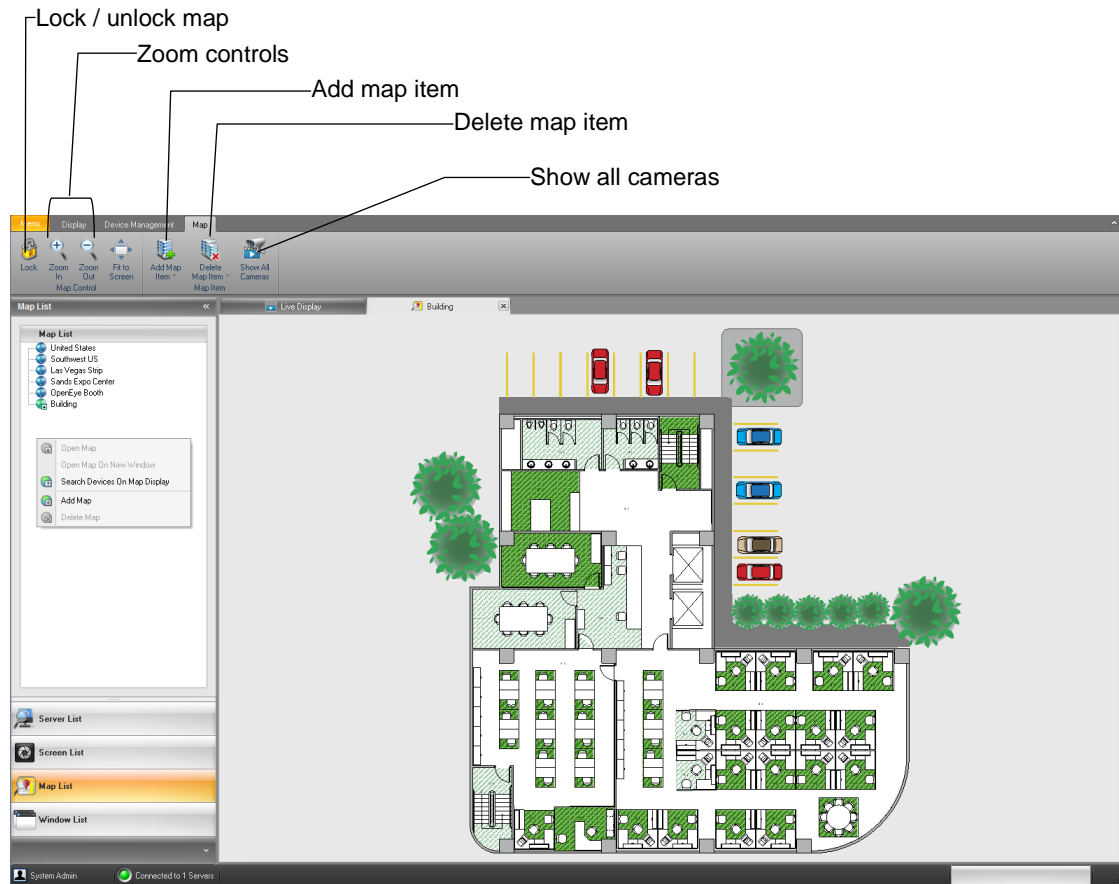 Lock / unlock map
Zoom controls
Add map item
Delete map item
Show all cameras
Menu Display Device Management Map
Lock Zoom In Zoom Out Fit to Screen Add Map Item Delete Map Item Show All Cameras
Map Control Map Item
Map List «
Live Display Building
Map List
United States
Southwest US
Las Vegas Strip
Sands Expo Center
OpenEye Booth
Building
Open Map
Open Map On New Window
Search Devices On Map Display
Add Map
Delete Map
Server List
Screen List
Map List
Window List
System Admin Connected to 1 Servers